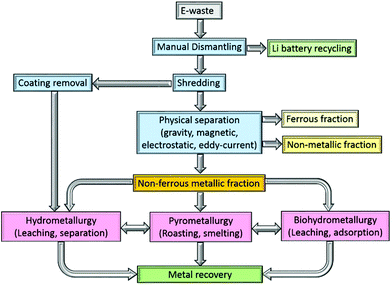 E-waste
Manual Dismantling
Li battery recycling
Coating removal
Shredding
Physical separation
(gravity, magnetic,
electrostatic, eddy-current)
Ferrous fraction
Non-metallic fraction
Non-ferrous metallic fraction
Hydrometallurgy
(Leaching, separation)
Pyrometallurgy
(Roasting, smelting)
Biohydrometallurgy
(Leaching, adsorption)
Metal recovery